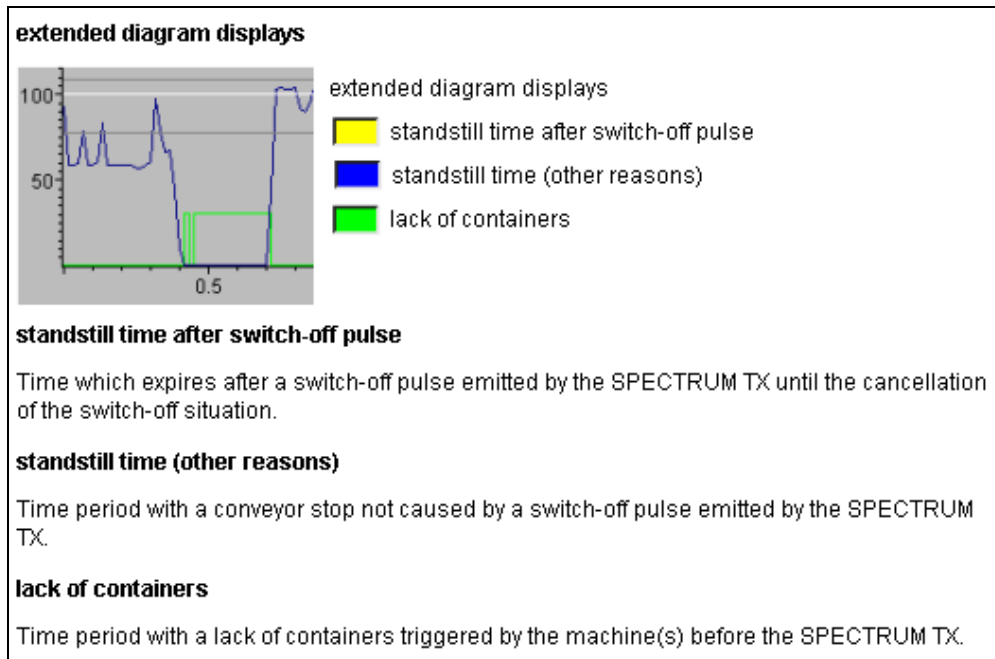 extended diagram displays
extended diagram displays
100
50
0.5
standstill time after switch-off pulse
standstill time (other reasons)
lack of containers
standstill time after switch-off pulse
Time which expires after a switch-off pulse emitted by the SPECTRUM TX until the cancellation
of the switch-off situation.
standstill time (other reasons)
Time period with a conveyor stop not caused by a switch-off pulse emitted by the SPECTRUM
TX.
lack of containers
Time period with a lack of containers triggered by the machine(s) before the SPECTRUM TX.